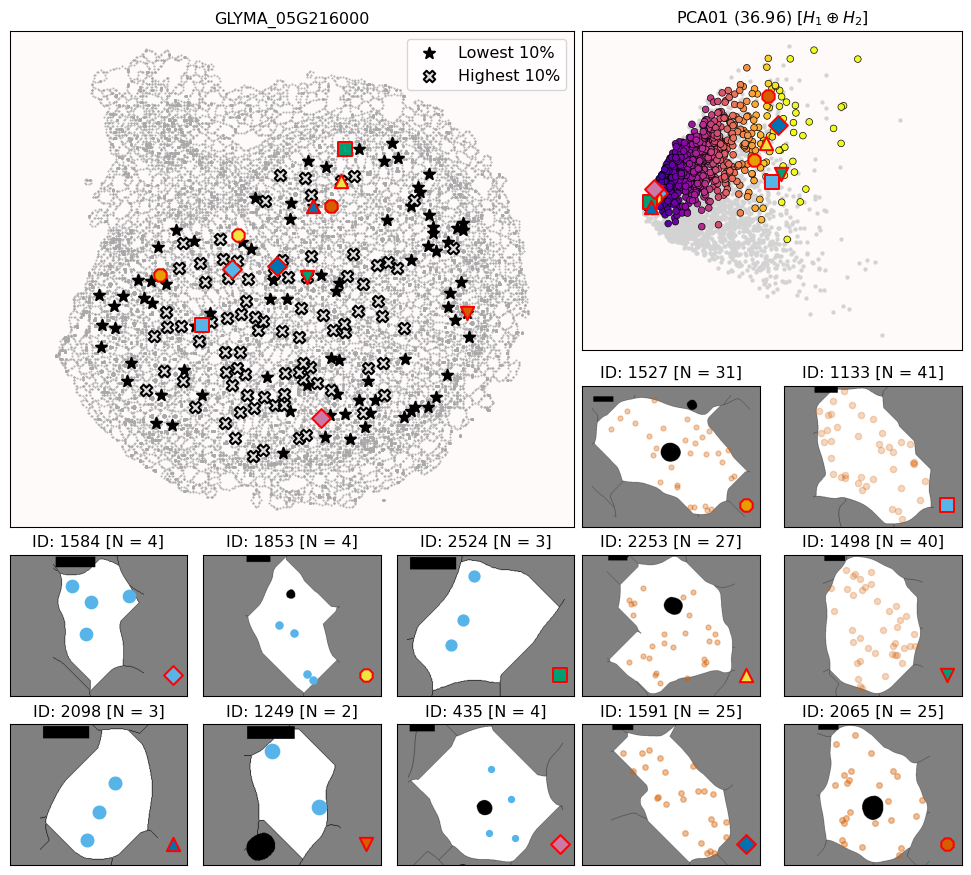 GLYMA_05G216000
Lowest 10%
Highest 10%
PCA01 (36.96) [H₁ ⊕ H₂]
ID: 1527 [N = 31]
ID: 1133 [N = 41]
ID: 1584 [N = 4]
ID: 1853 [N = 4]
ID: 2524 [N = 3]
ID: 2253 [N = 27]
ID: 1498 [N = 40]
ID: 2098 [N = 3]
ID: 1249 [N = 2]
ID: 435 [N = 4]
ID: 1591 [N = 25]
ID: 2065 [N = 25]